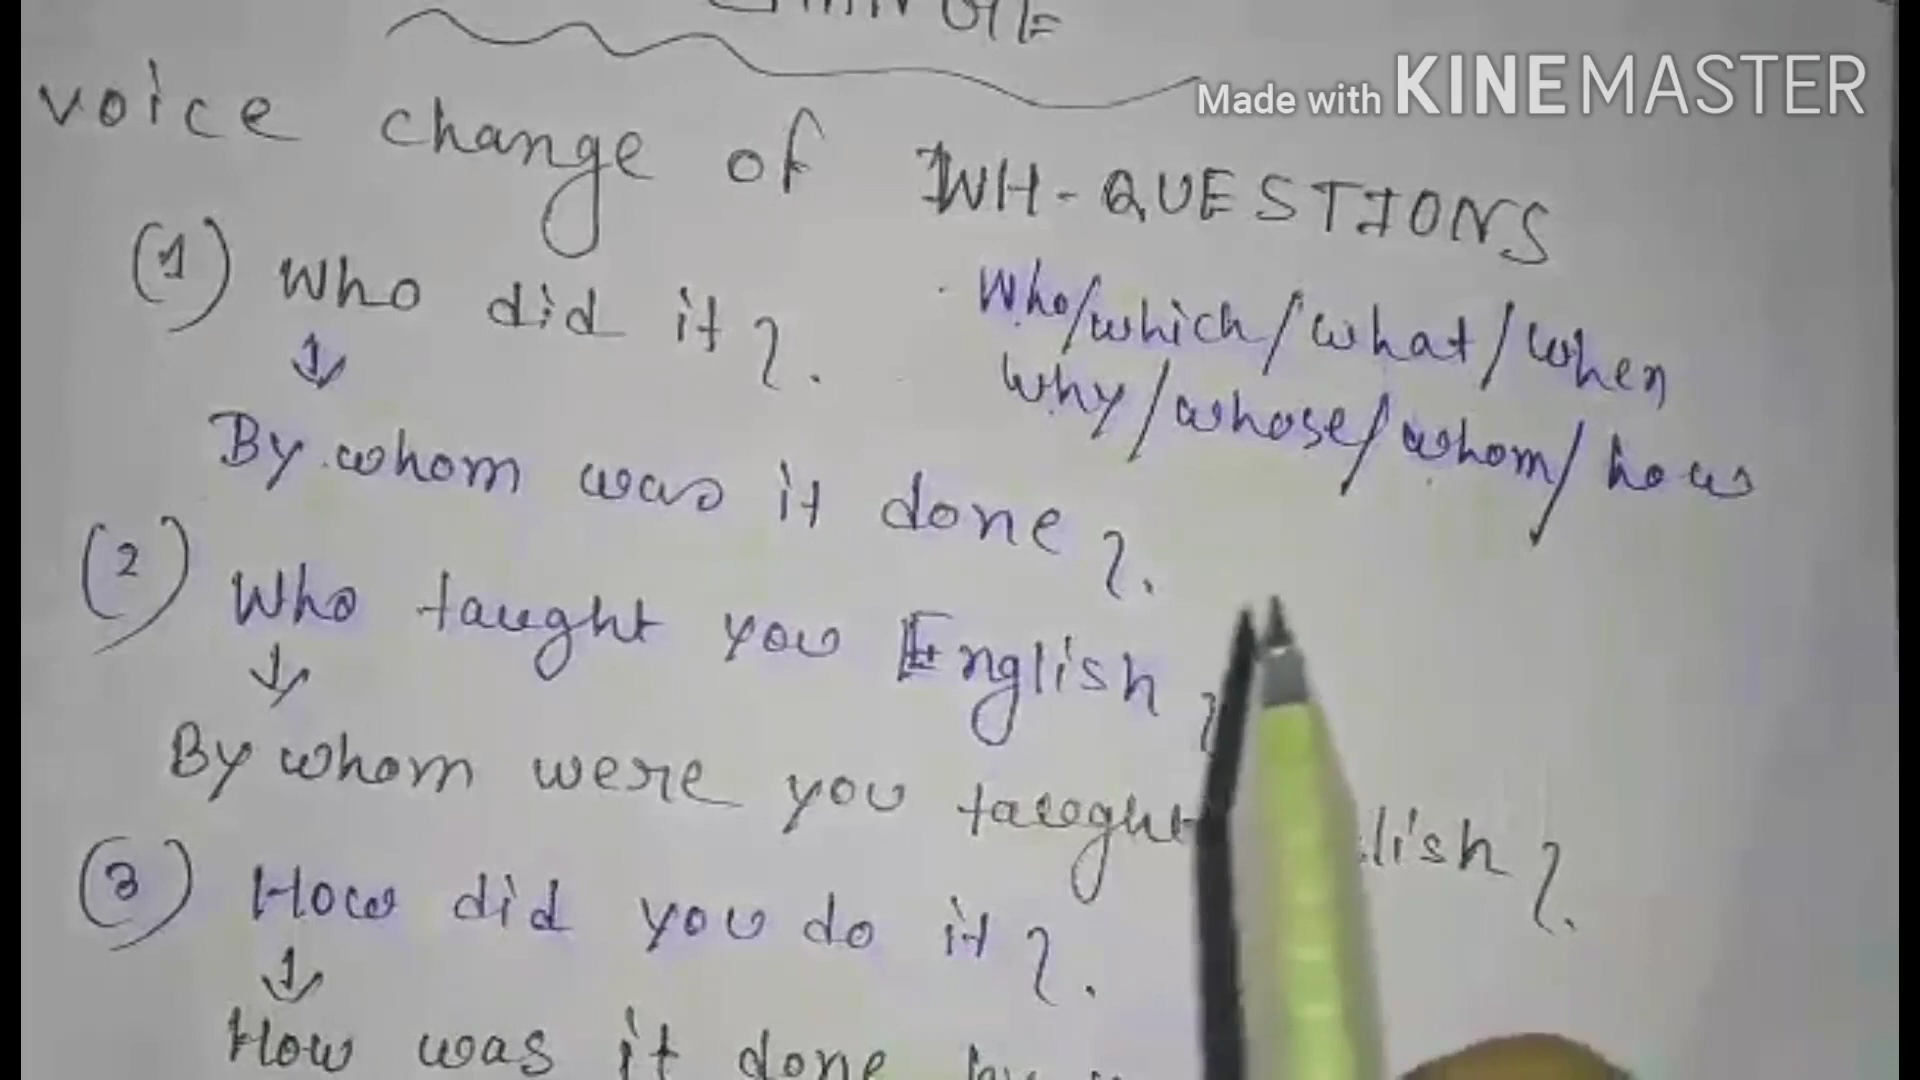 Made with KINEMASTER
voice change of WH-QUESTIONS
(1) Who did it?
Who/which/what/when
Why/whose/whom/how
By whom was it done?
(2) Who taught you English?
By whom were you taught lish?
(3) How did you do it?
How was it done by